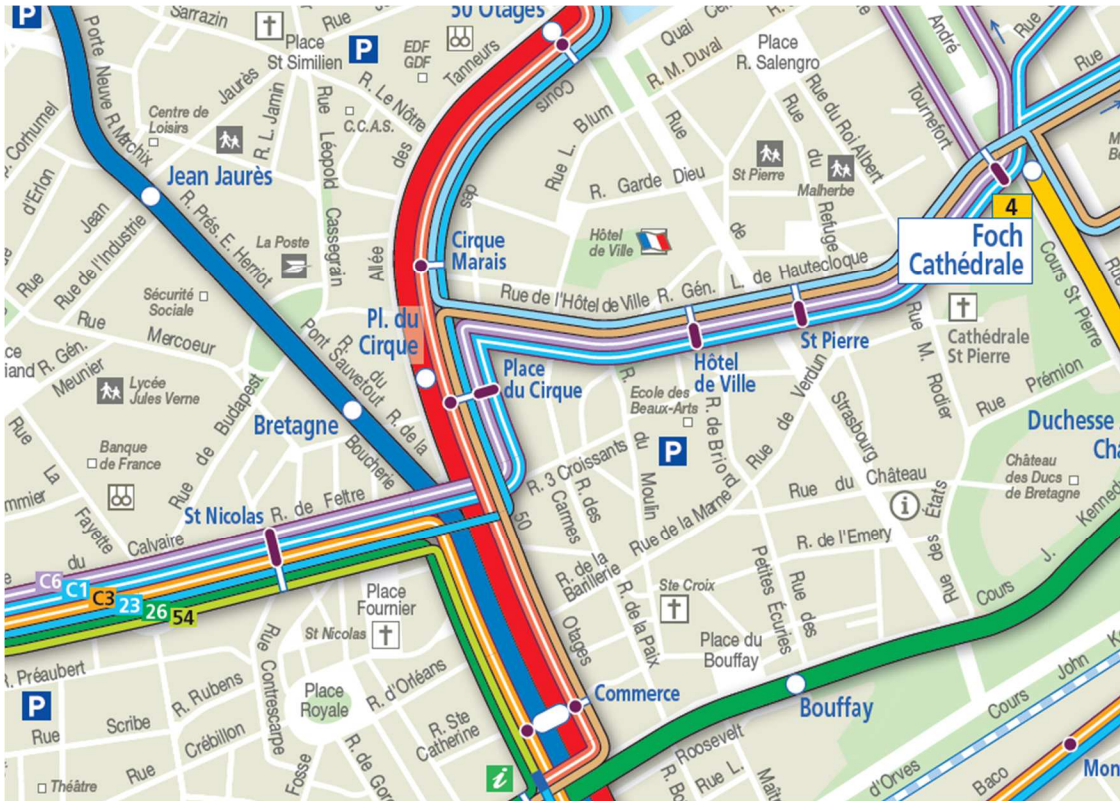 P
Sarrazin
Place
St Similien
P
EDF
GDF
50 Otages
Tanneurs
Cours
Quai
R. M. Duval
Place
R. Salengro
André
Tournefort
Rue
Porte Neuve
R. Marchix
Centre de
Loisirs
Jaurès
R. L. Jamin
Rue Léopold
Cassegrain
R. Le Nôtre
C.C.A.S.
des
Allée
des
Rue L. Blum
Rue
de
Rue du Roi Albert
Rue
du
Refuge
St Pierre
Malherbe
Corhumel
d'Erlon
Jean
Rue de l'Industrie
Jean Jaurès
R. Prés. E. Herriot
La Poste
Sécurité
Sociale
R. Garde Dieu
Hôtel
de Ville
Cirque
Marais
Rue de l'Hôtel de Ville
R. Gén. L. de Hautecloque
4
Foch
Cathédrale
Cours St Pierre
Rue
Mercoeur
R. Gén.
Meunier
Lycée
Jules Verne
Pont Sauvetout
R.
du
Pl. du
Cirque
Place
du Cirque
Hôtel
de Ville
St Pierre
Cathédrale
St Pierre
Rue M. Rodier
Rue Prémion
Rue
La
Fayette
Banque
de France
Rue de Budapest
Bretagne
R. de la
Boucherie
Ecole des
Beaux-Arts
R.
du
Moulin
R. de Briord
Rue de Verdun
Strasbourg
Duchesse
P
Château
des Ducs
de Bretagne
R. 3 Croissants
R. des
Carmes
Rue de la Marne
Rue du Château
Rue des Etats
Kennedy
St Nicolas
R. de Feltre
du
Calvaire
50
Otages
R. de l'Emery
R. de la
Barillerie
R. de la Paix
Petites Écuries
Rue des
Cours J.
C6
C1
C3
23
26
54
Place
Fournier
St Nicolas
Ste Croix
Place du
Bouffay
R. Préaubert
P
Rue Scribe
R. Rubens
Rue Crébillon
Rue Contrescarpe
Place
Royale
R. d'Orléans
R. Ste
Catherine
Commerce
Bouffay
Cours John
Roosevelt
Rue L.
d'Orves
Baco
Mon
Théâtre
Fosse
i